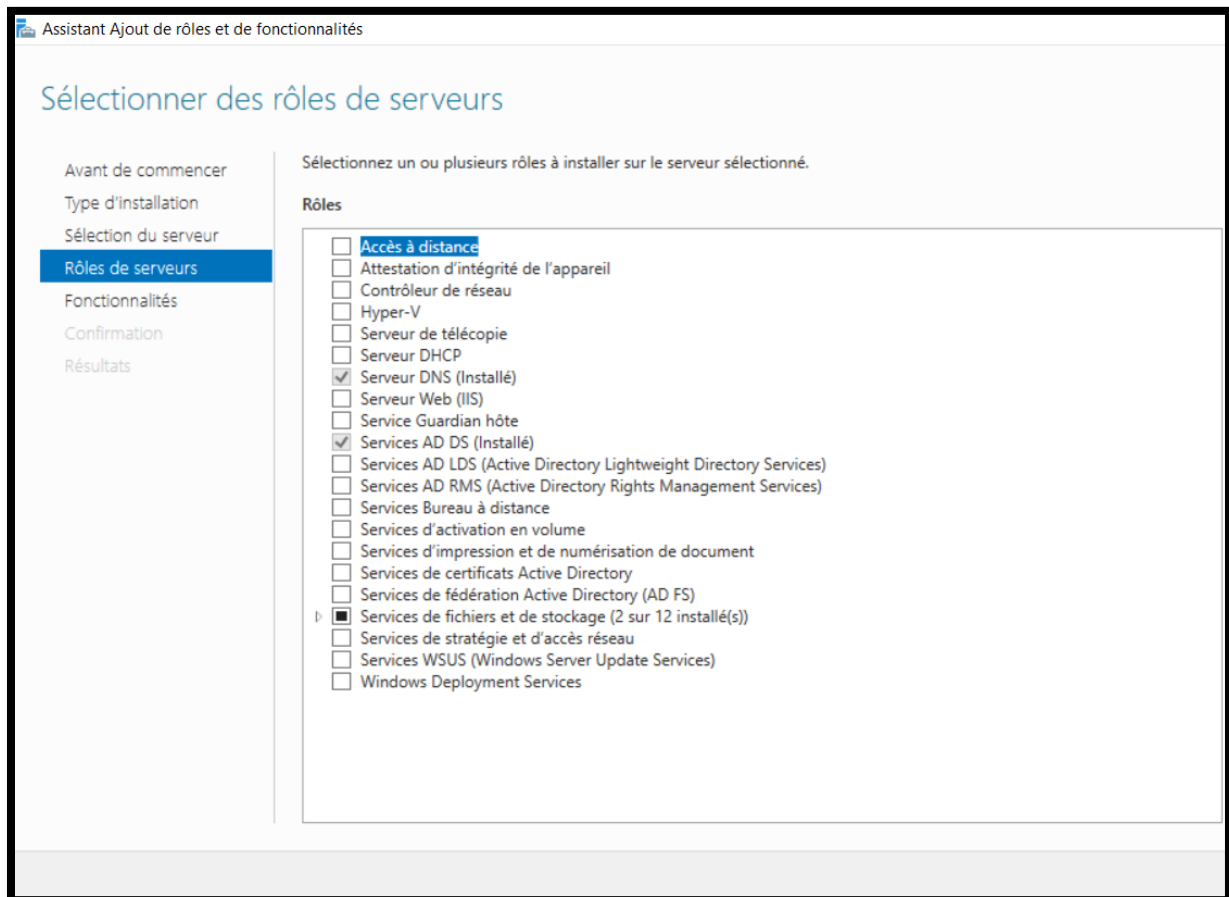 Assistant Ajout de rôles et de fonctionnalités
Sélectionner des rôles de serveurs
Avant de commencer
Type d'installation
Sélection du serveur
Rôles de serveurs
Fonctionnalités
Confirmation
Résultats
Sélectionnez un ou plusieurs rôles à installer sur le serveur sélectionné.
Rôles
Accès à distance
Attestation d'intégrité de l'appareil
Contrôleur de réseau
Hyper-V
Serveur de télécopie
Serveur DHCP
Serveur DNS (Installé)
Serveur Web (IIS)
Service Guardian hôte
Services AD DS (Installé)
Services AD LDS (Active Directory Lightweight Directory Services)
Services AD RMS (Active Directory Rights Management Services)
Services Bureau à distance
Services d'activation en volume
Services d'impression et de numérisation de document
Services de certificats Active Directory
Services de fédération Active Directory (AD FS)
Services de fichiers et de stockage (2 sur 12 installé(s))
Services de stratégie et d'accès réseau
Services WSUS (Windows Server Update Services)
Windows Deployment Services